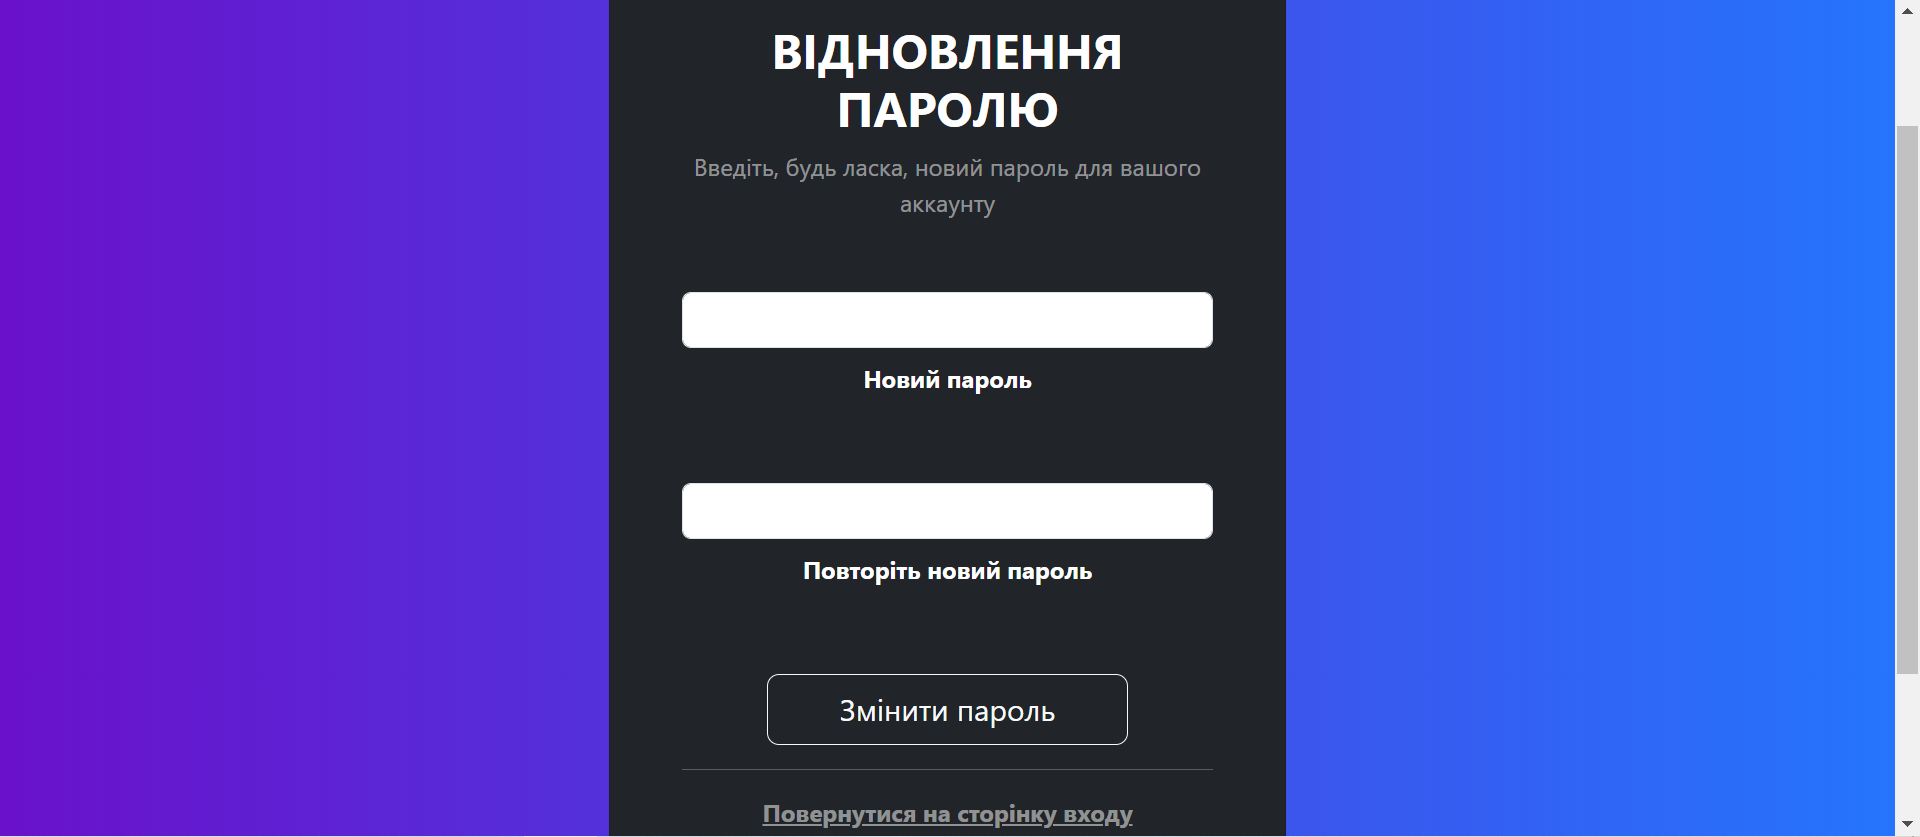 ВІДНОВЛЕННЯ
ПАРОЛЮ
Введіть, будь ласка, новий пароль для вашого
аккаунту
Новий пароль
Повторіть новий пароль
Змінити пароль
Повернутися на сторінку входу